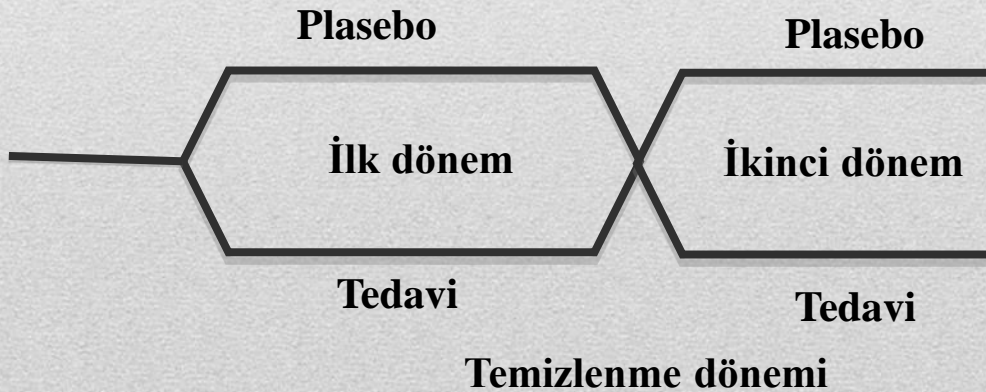 Plasebo
Plasebo
İlk dönem
İkinci dönem
Tedavi
Tedavi
Temizlenme dönemi